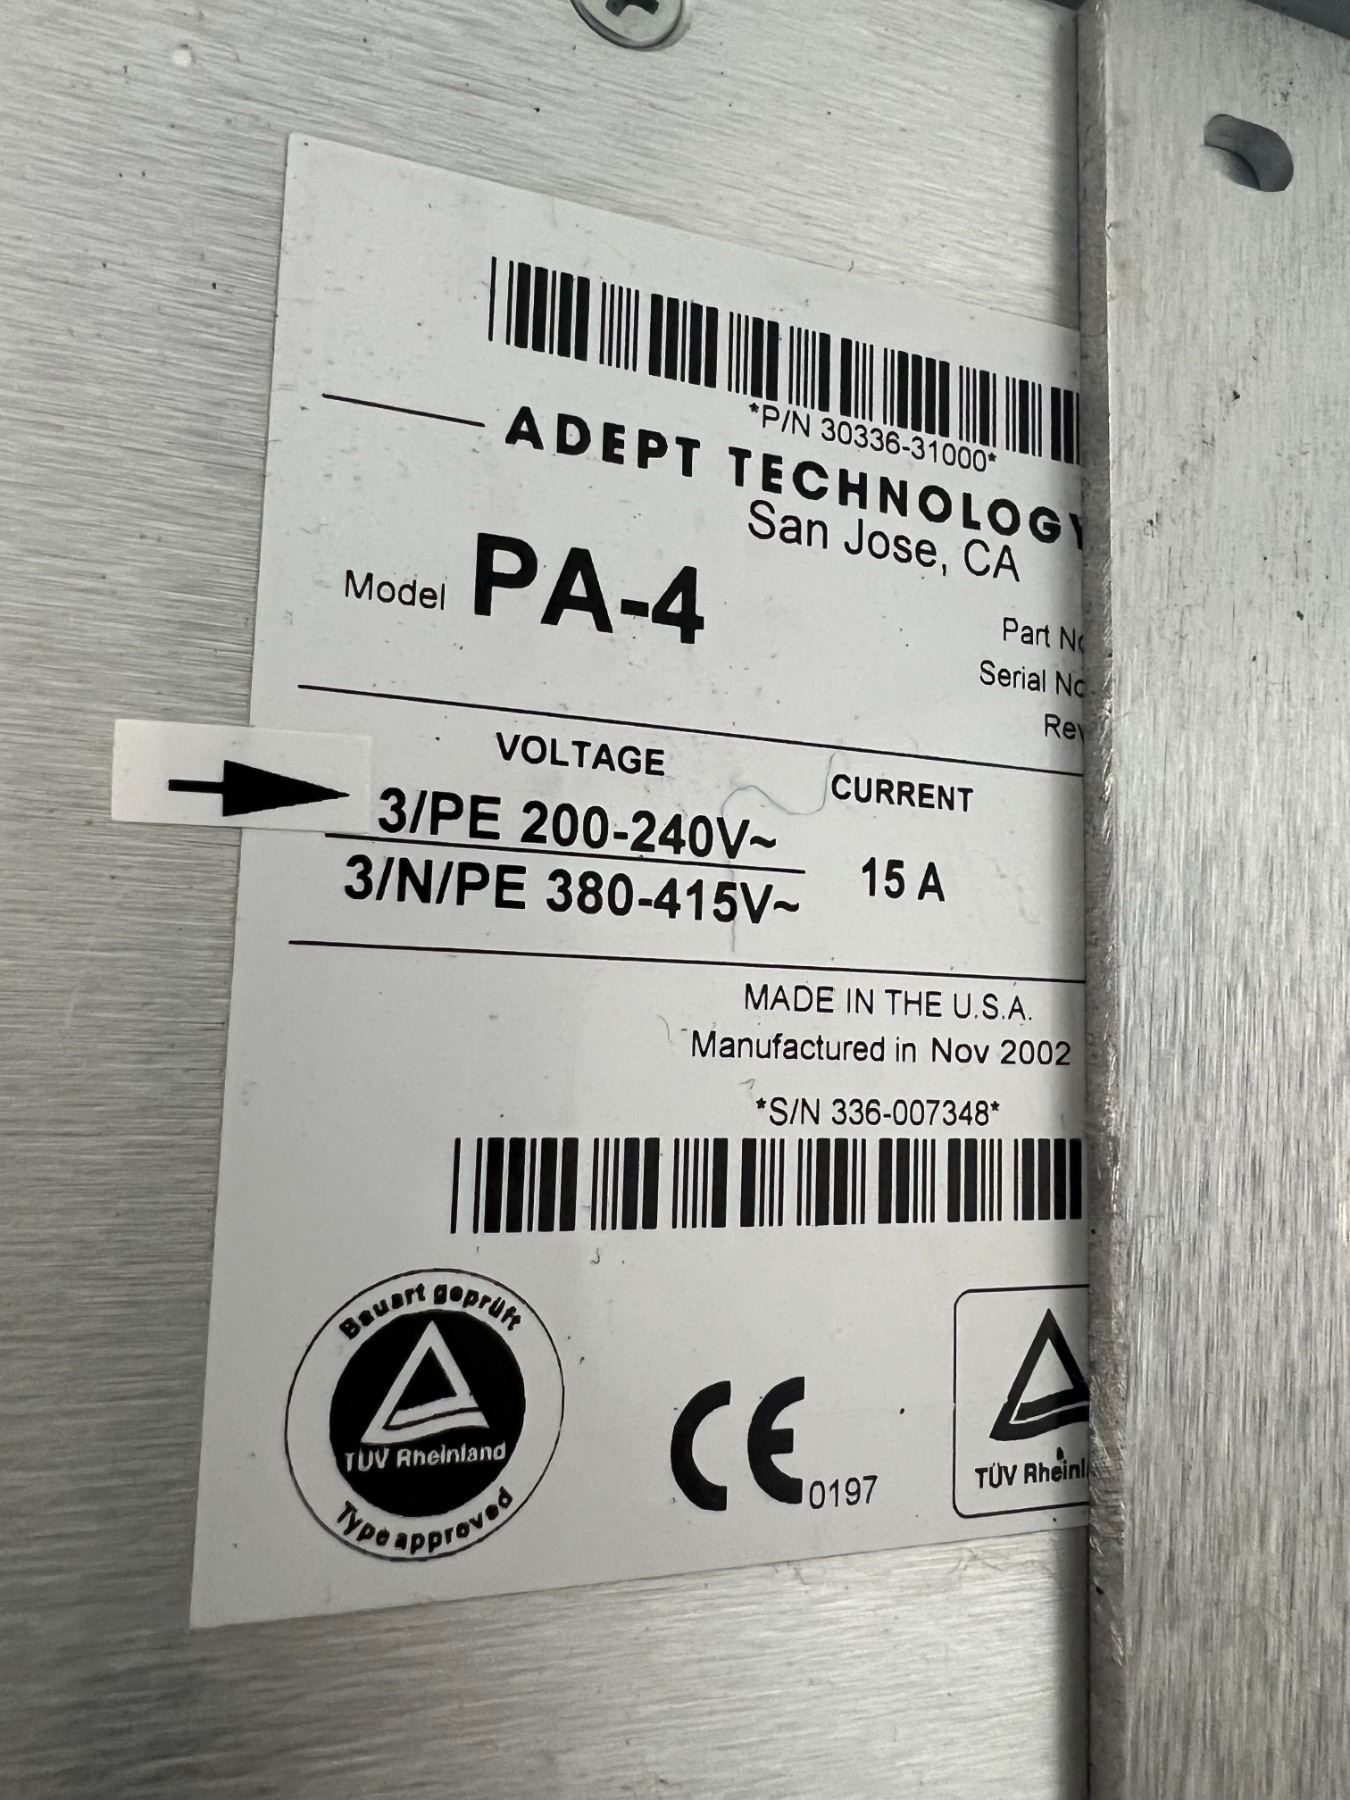 *P/N 30336-31000*
ADEPT TECHNOLOGY
San Jose, CA
Model PA-4
Part No
Serial No
Rev
VOLTAGE
CURRENT
3/PE 200-240V~
3/N/PE 380-415V~
15 A
MADE IN THE U.S.A.
Manufactured in Nov 2002
*S/N 336-007348*
Bauart geprüft
TÜV Rheinland
Type approved
CE 0197
TÜV Rheinl